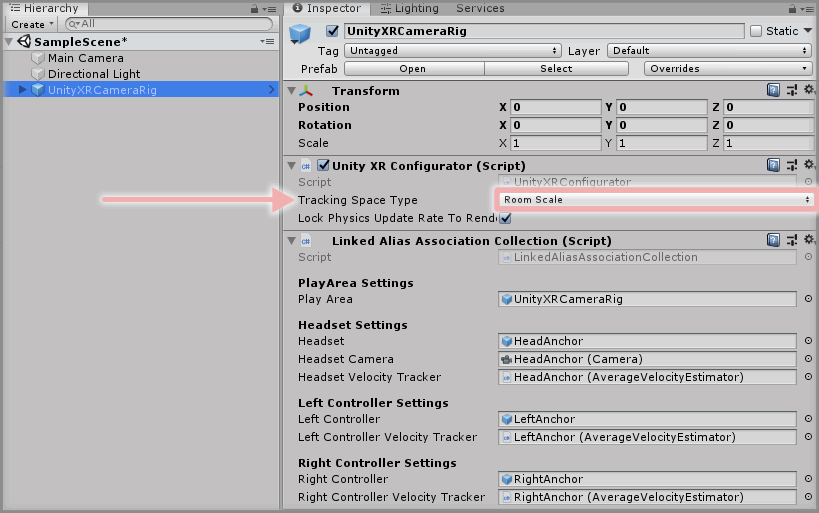 Hierarchy
Create
All
SampleScene*
Main Camera
Directional Light
UnityXRCameraRig
Inspector
Lighting
Services
UnityXRCameraRig
Static
Tag
Untagged
Layer
Default
Prefab
Open
Select
Overrides
Transform
Position X 0 Y 0 Z 0
Rotation X 0 Y 0 Z 0
Scale X 1 Y 1 Z 1
Unity XR Configurator (Script)
Script
UnityXRConfigurator
Tracking Space Type
Room Scale
Lock Physics Update Rate To Rende
Linked Alias Association Collection (Script)
Script
LinkedAliasAssociationCollection
PlayArea Settings
Play Area
UnityXRCameraRig
Headset Settings
Headset
HeadAnchor
Headset Camera
HeadAnchor (Camera)
Headset Velocity Tracker
HeadAnchor (AverageVelocityEstimator)
Left Controller Settings
Left Controller
LeftAnchor
Left Controller Velocity Tracker
LeftAnchor (AverageVelocityEstimator)
Right Controller Settings
Right Controller
RightAnchor
Right Controller Velocity Tracker
RightAnchor (AverageVelocityEstimator)